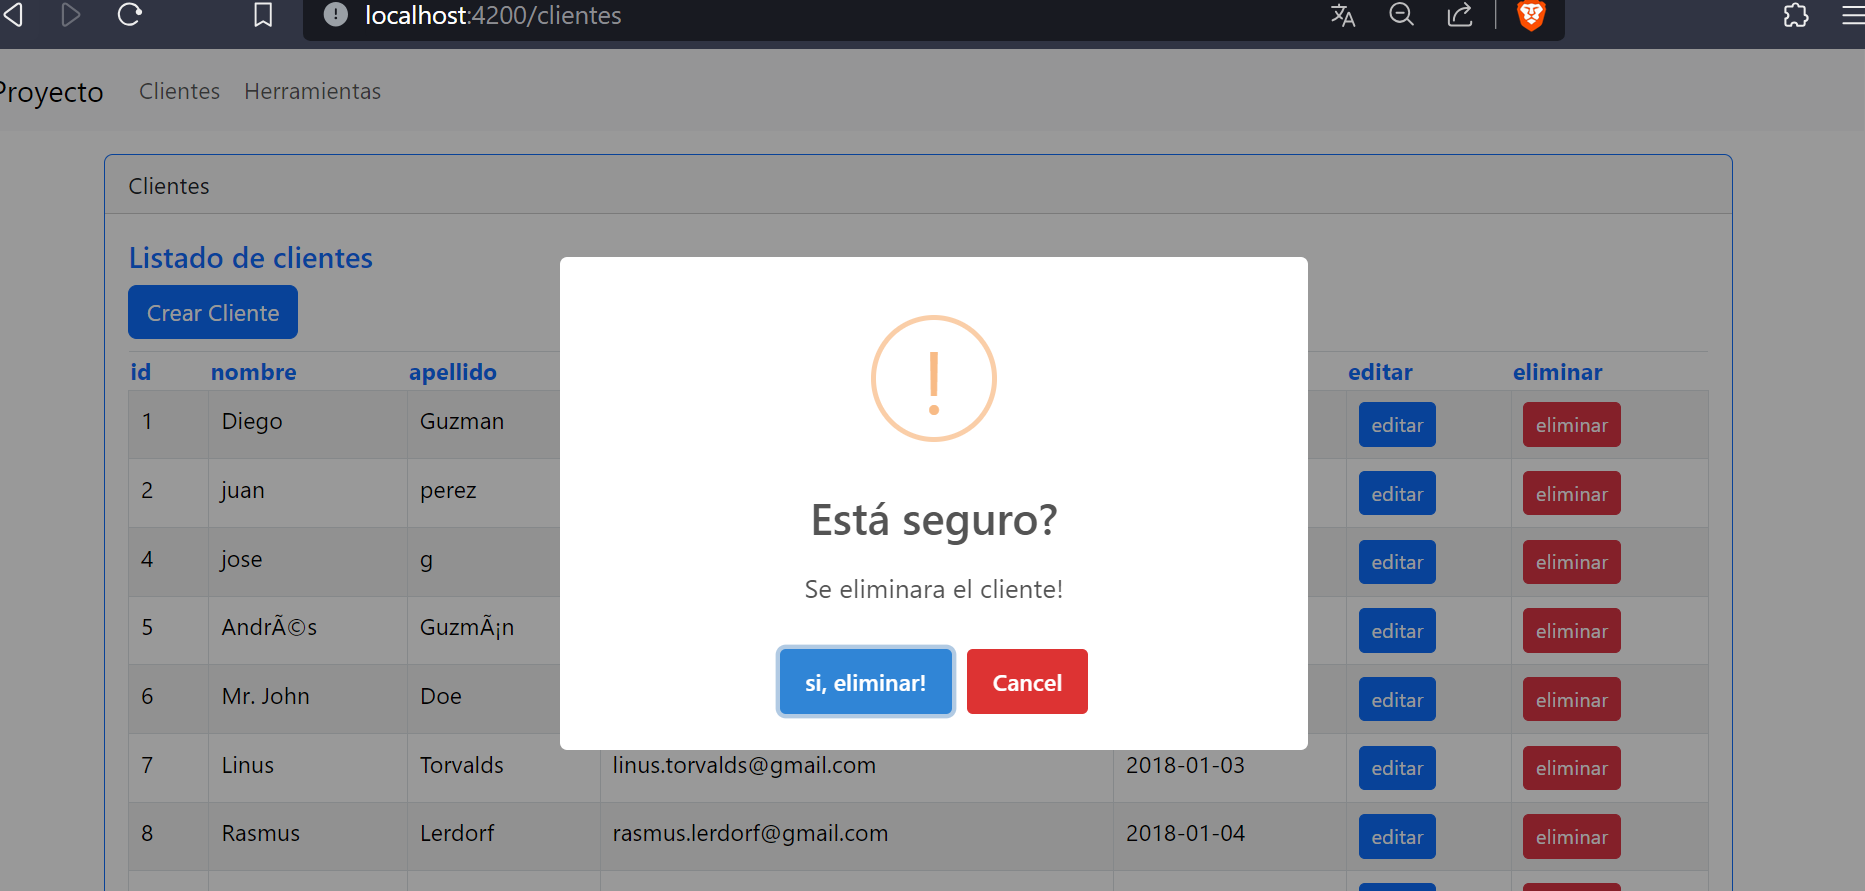 localhost:4200/clientes
Proyecto Clientes Herramientas
Clientes
Listado de clientes
Crear Cliente
id nombre apellido editar eliminar
1 Diego Guzman editar eliminar
2 juan perez editar eliminar
4 jose g editar eliminar
5 AndrÃ©s GuzmÃ¡n editar eliminar
6 Mr. John Doe editar eliminar
7 Linus Torvalds linus.torvalds@gmail.com 2018-01-03 editar eliminar
8 Rasmus Lerdorf rasmus.lerdorf@gmail.com 2018-01-04 editar eliminar
!
Está seguro?
Se eliminara el cliente!
si, eliminar! Cancel